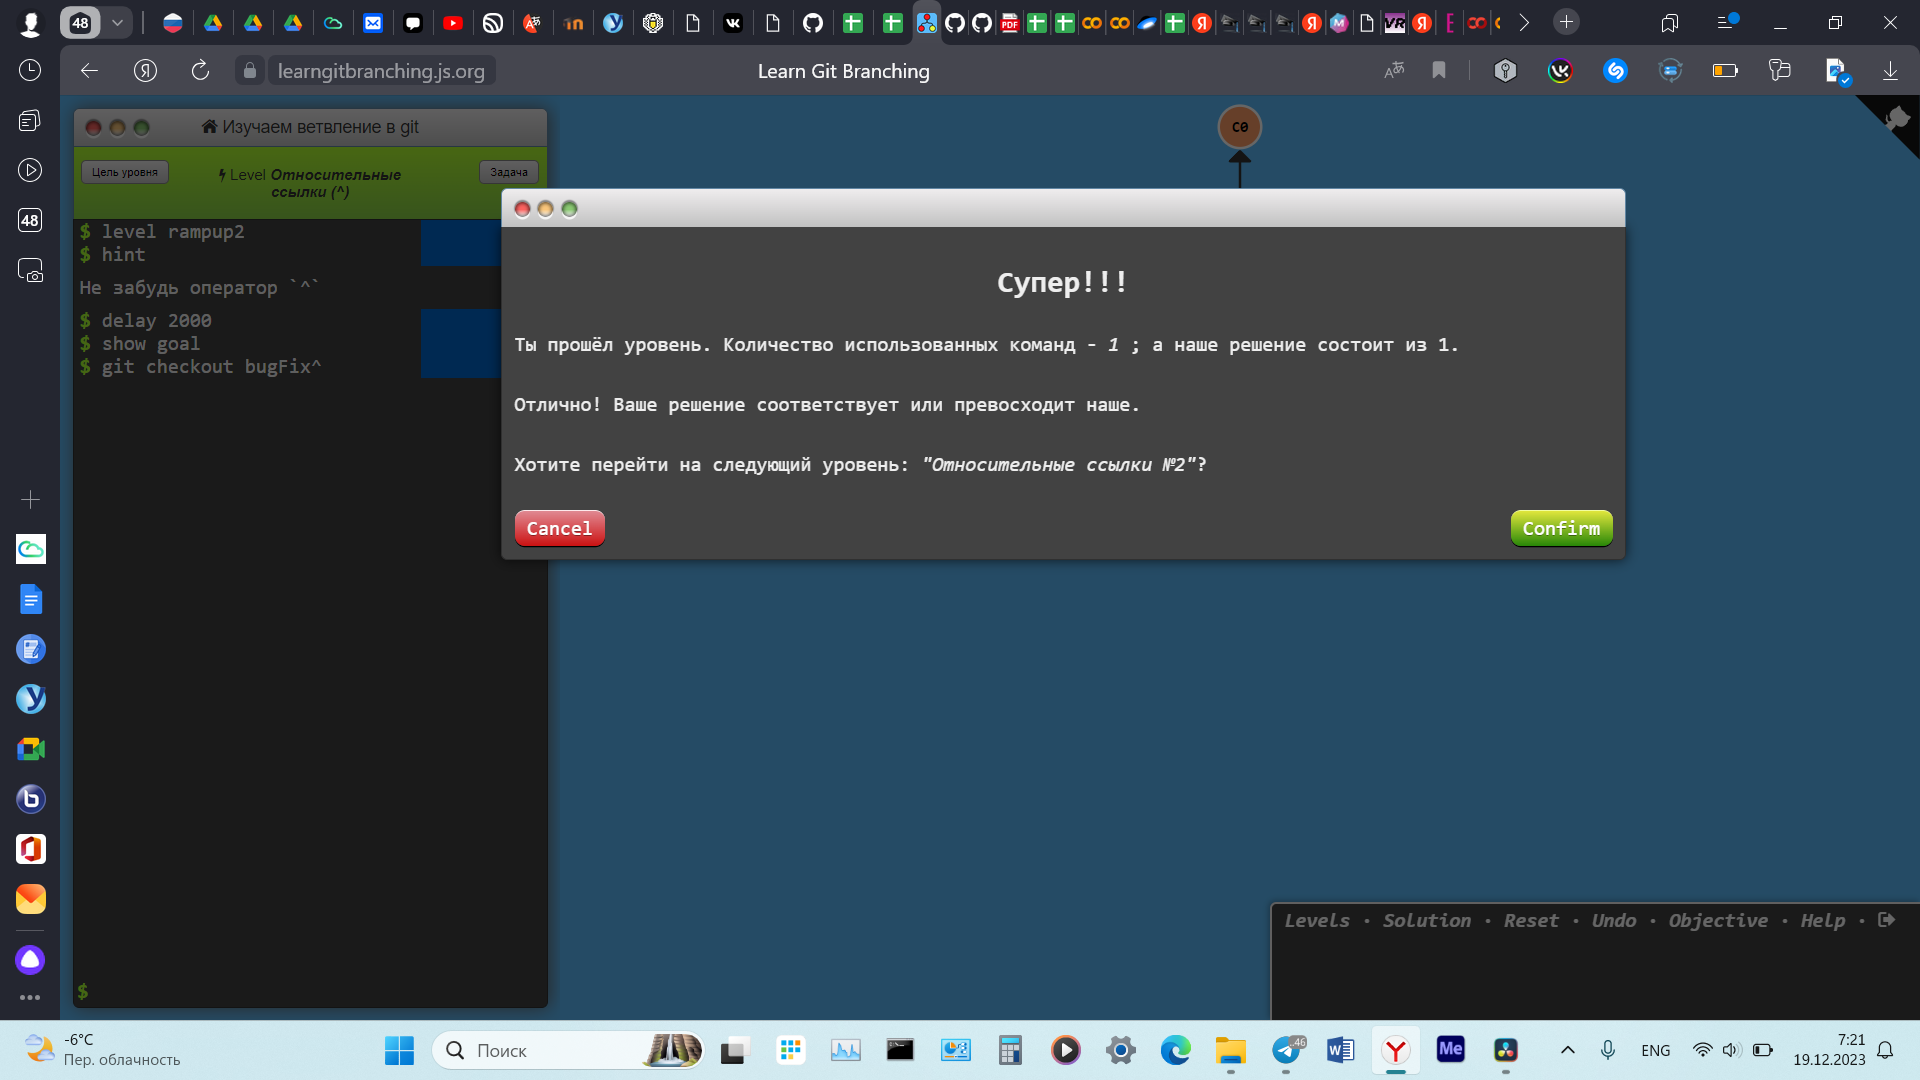 48
learngitbranching.js.org
Learn Git Branching
48
Изучаем ветвление в git
Цель уровня
Level Относительные
ссылки (^)
Задача
$ level rampup2
$ hint
Не забудь оператор `^`
$ delay 2000
$ show goal
$ git checkout bugFix^
$
C0
Супер!!!
Ты прошёл уровень. Количество использованных команд - 1 ; а наше решение состоит из 1.
Отлично! Ваше решение соответствует или превосходит наше.
Хотите перейти на следующий уровень: "Относительные ссылки №2"?
Cancel
Confirm
Levels · Solution · Reset · Undo · Objective · Help ·
-6°C
Пер. облачность
Поиск
46
Me
ENG
7:21
19.12.2023